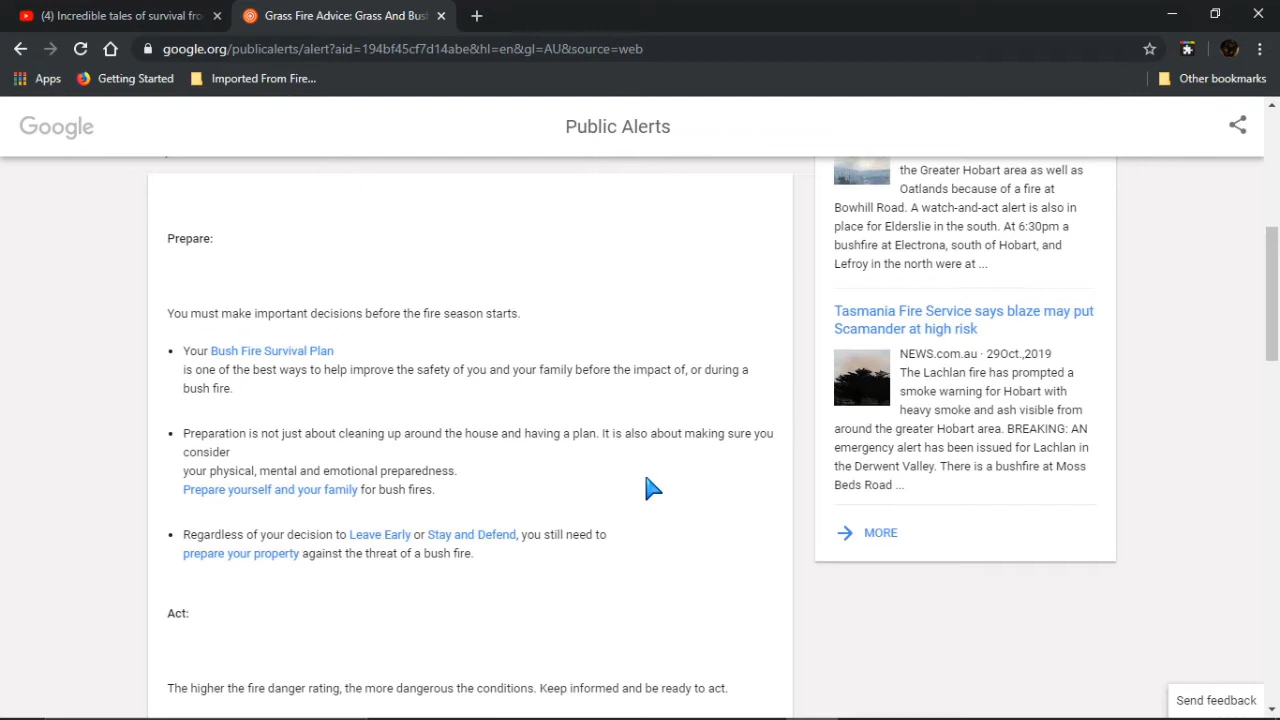 (4) Incredible tales of survival fro
Grass Fire Advice: Grass And Bus
google.org/publicalerts/alert?aid=194bf45cf7d14abe&hl=en&gl=AU&source=web
Apps
Getting Started
Imported From Fire...
Other bookmarks
Google
Public Alerts
Prepare:
You must make important decisions before the fire season starts.
• Your Bush Fire Survival Plan
is one of the best ways to help improve the safety of you and your family before the impact of, or during a
bush fire.
• Preparation is not just about cleaning up around the house and having a plan. It is also about making sure you
consider
your physical, mental and emotional preparedness.
Prepare yourself and your family for bush fires.
• Regardless of your decision to Leave Early or Stay and Defend, you still need to
prepare your property against the threat of a bush fire.
Act:
The higher the fire danger rating, the more dangerous the conditions. Keep informed and be ready to act.
the Greater Hobart area as well as
Oatlands because of a fire at
Bowhill Road. A watch-and-act alert is also in
place for Elderslie in the south. At 6:30pm a
bushfire at Electrona, south of Hobart, and
Lefroy in the north were at ...
Tasmania Fire Service says blaze may put
Scamander at high risk
NEWS.com.au · 29Oct.,2019
The Lachlan fire has prompted a
smoke warning for Hobart with
heavy smoke and ash visible from
around the greater Hobart area. BREAKING: AN
emergency alert has been issued for Lachlan in
the Derwent Valley. There is a bushfire at Moss
Beds Road ...
MORE
Send feedback